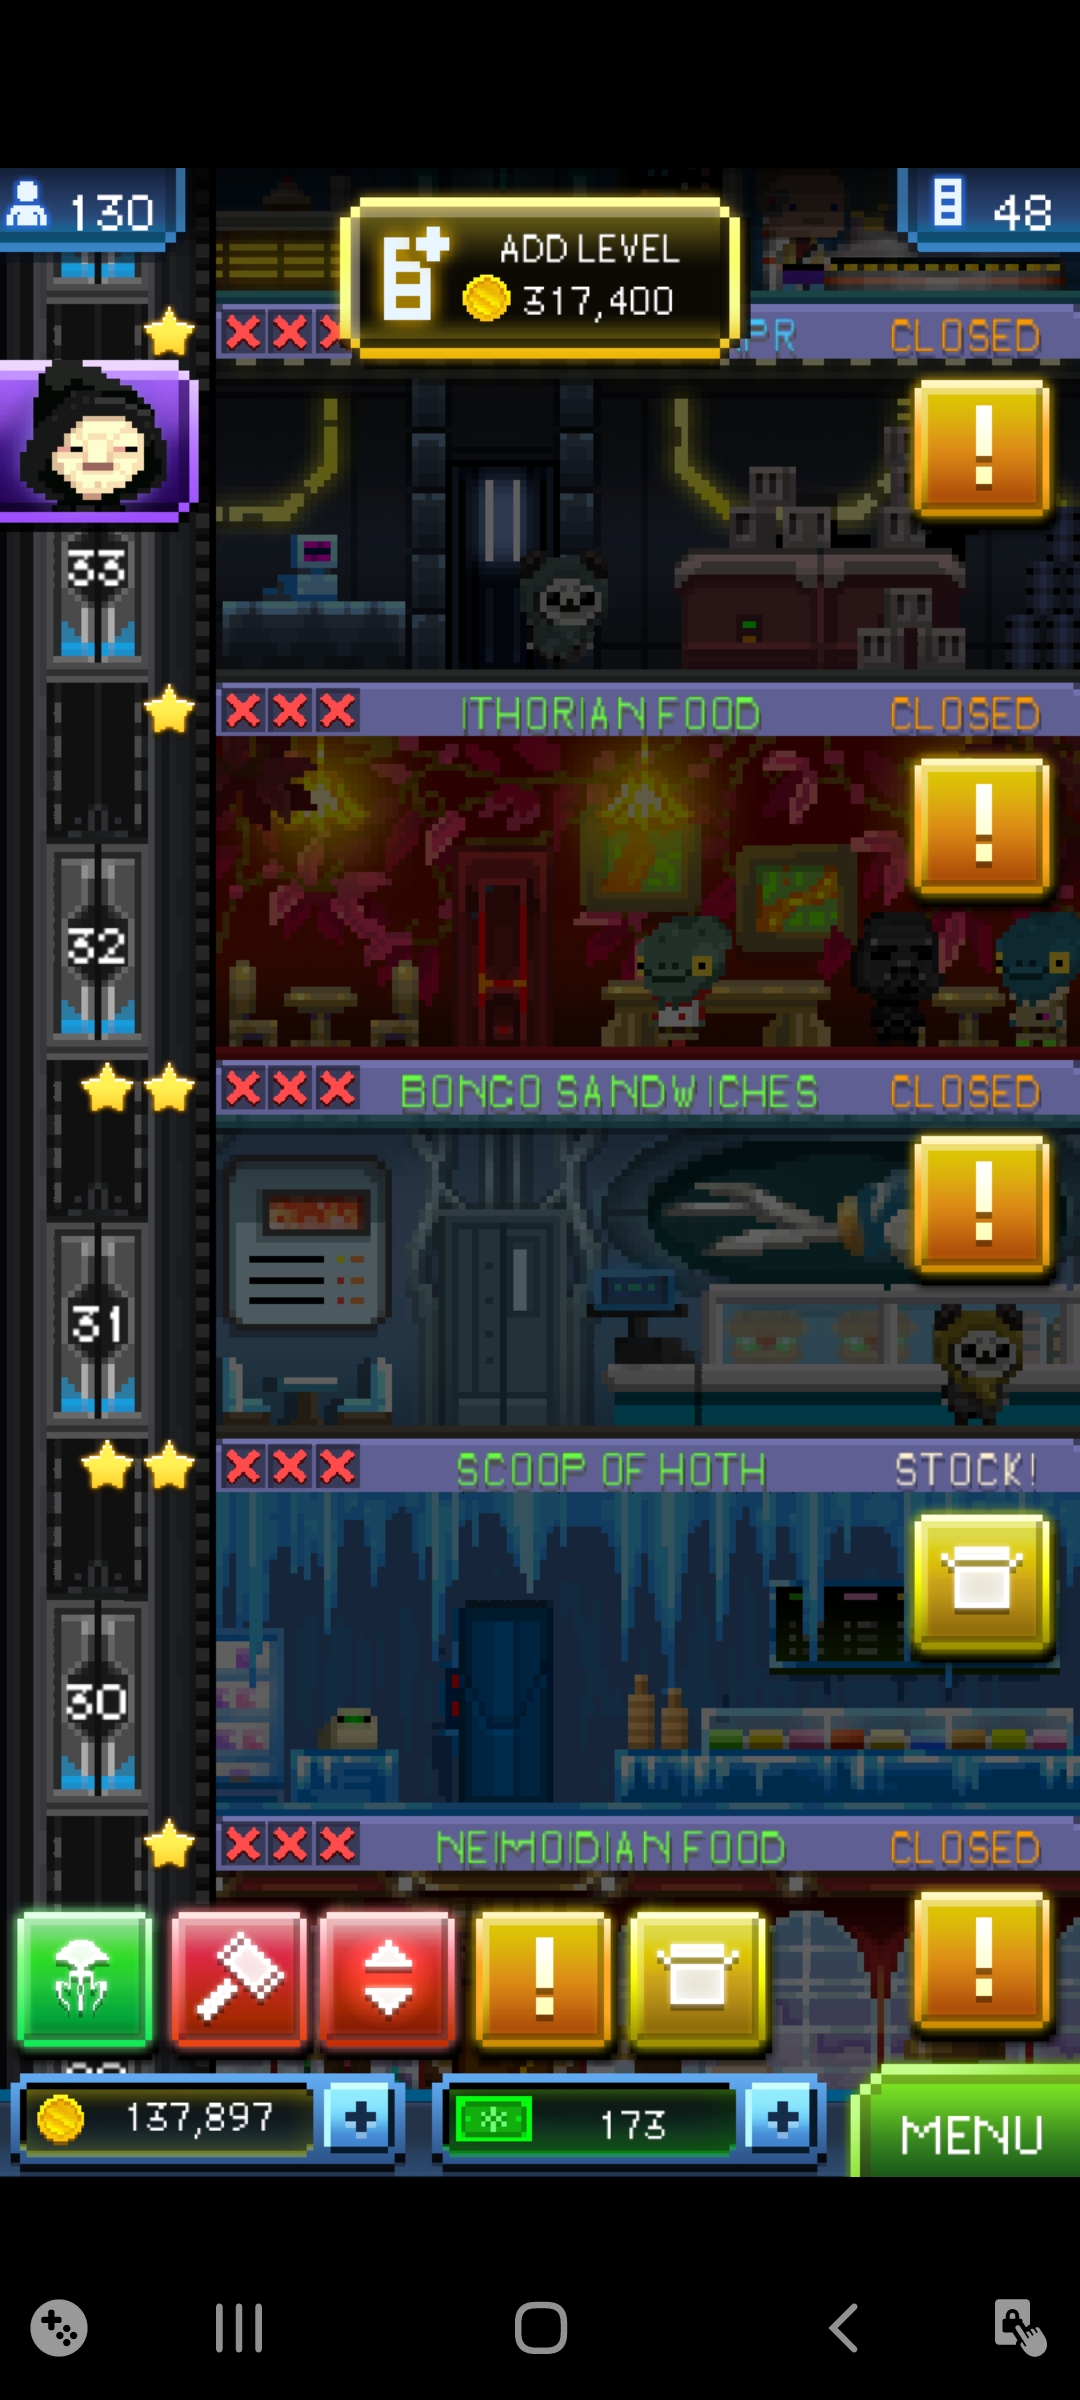 130
ADD LEVEL
317,400
48
CLOSED
33
ITHORIAN FOOD
CLOSED
32
BONGO SANDWICHES
CLOSED
31
SCOOP OF HOTH
STOCK!
30
NEIMOIDIAN FOOD
CLOSED
137,897
173
MENU